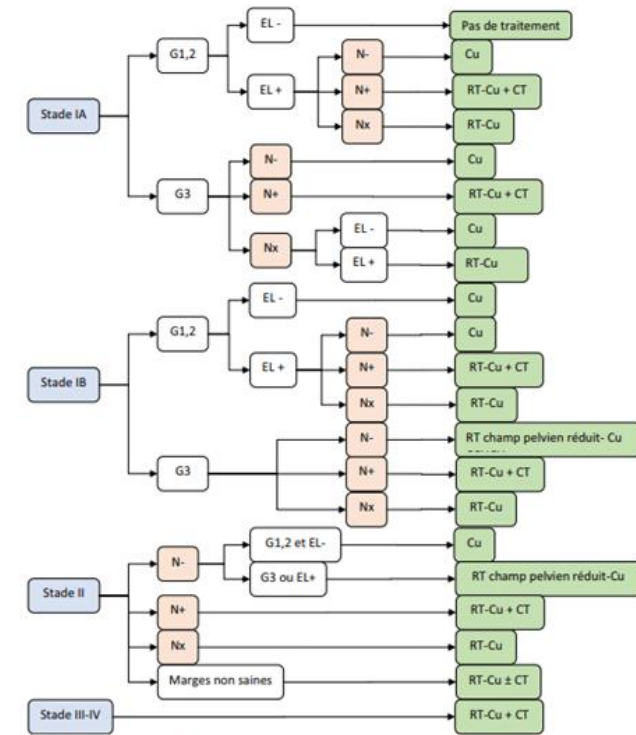 EL -
Pas de traitement
G1,2
N-
Cu
EL +
N+
RT-Cu + CT
Stade IA
Nx
RT-Cu
N-
Cu
G3
N+
RT-Cu + CT
EL -
Cu
Nx
EL +
RT-Cu
EL -
Cu
G1,2
N-
Cu
EL +
N+
RT-Cu + CT
Stade IB
Nx
RT-Cu
N-
RT champ pelvien réduit- Cu
G3
N+
RT-Cu + CT
Nx
RT-Cu
G1,2 et EL-
Cu
N-
G3 ou EL+
RT champ pelvien réduit-Cu
Stade II
N+
RT-Cu + CT
Nx
RT-Cu
Marges non saines
RT-Cu ± CT
Stade III-IV
RT-Cu + CT